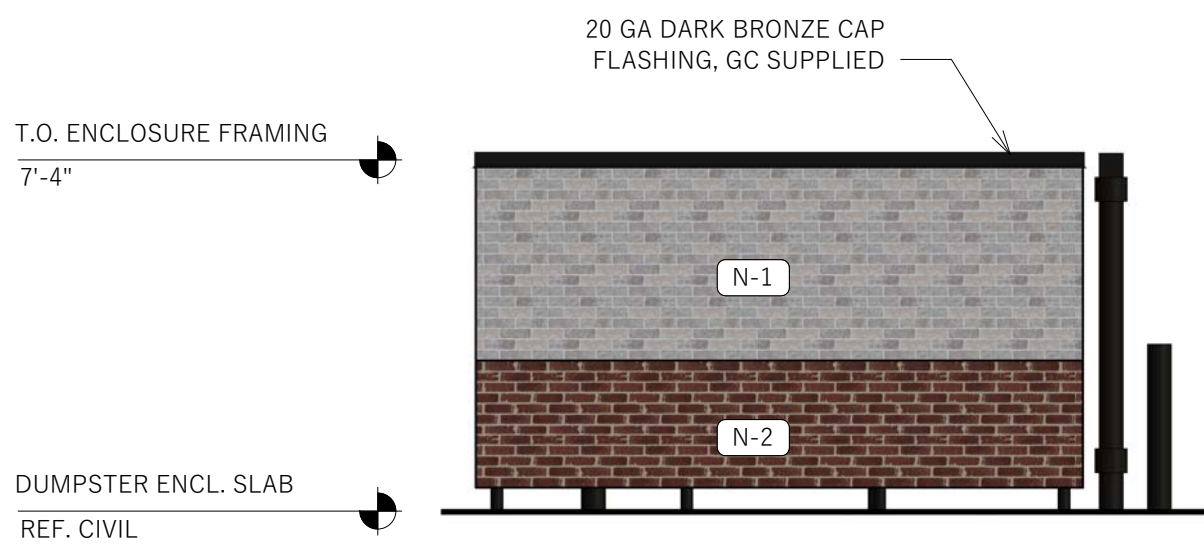 20 GA DARK BRONZE CAP
FLASHING, GC SUPPLIED
T.O. ENCLOSURE FRAMING
7'-4"
N-1
N-2
DUMPSTER ENCL. SLAB
REF. CIVIL